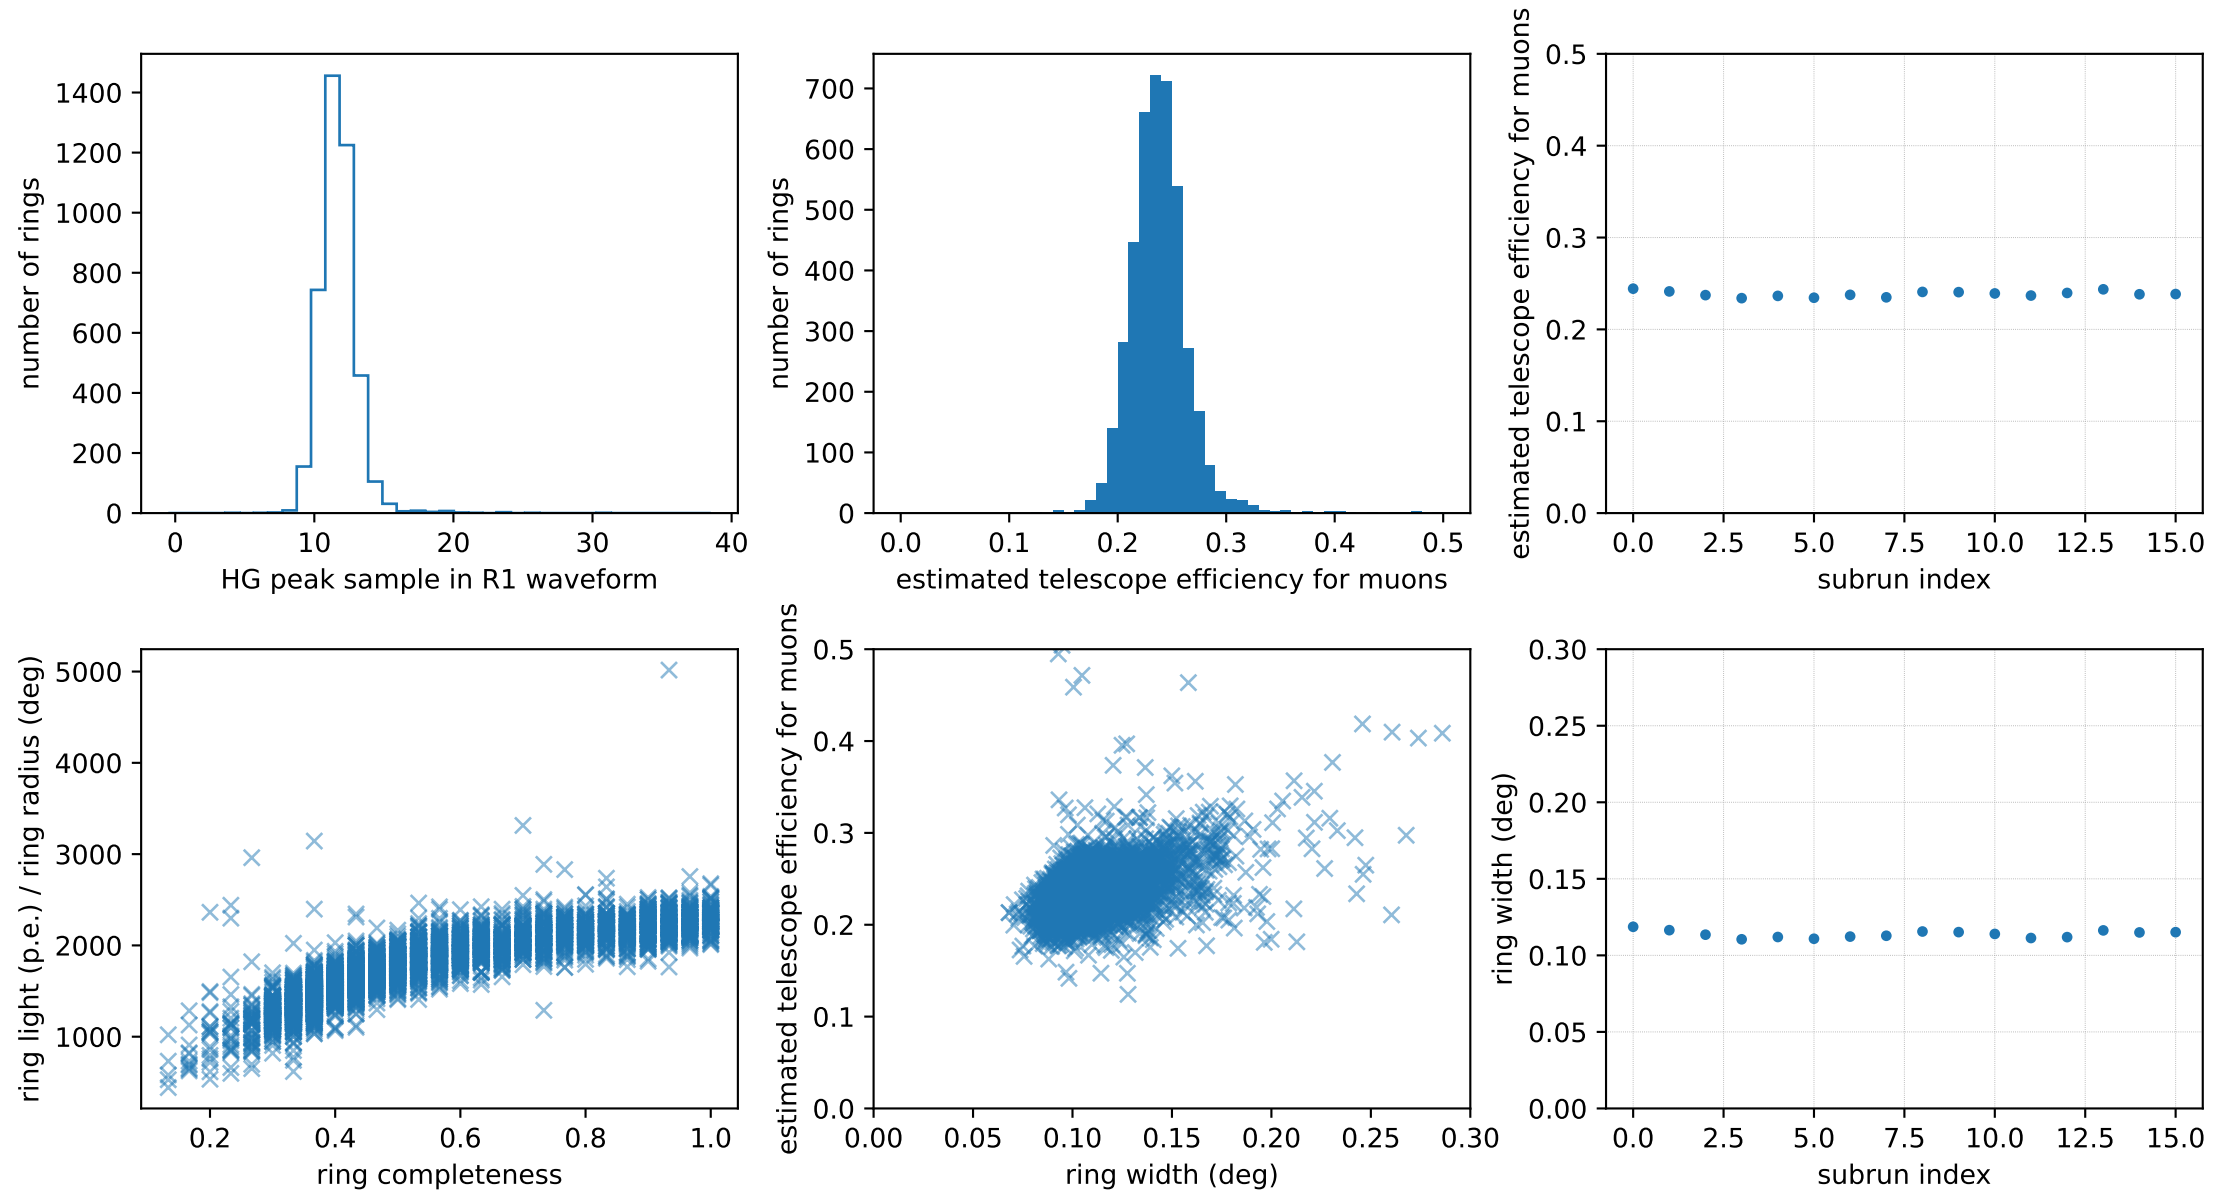 number of rings
1400
1200
1000
800
600
400
200
0
0 10 20 30 40
HG peak sample in R1 waveform
number of rings
700
600
500
400
300
200
100
0
0.0 0.1 0.2 0.3 0.4 0.5
estimated telescope efficiency for muons
estimated telescope efficiency for muons
0.5
0.4
0.3
0.2
0.1
0.0
0.0 2.5 5.0 7.5 10.0 12.5 15.0
subrun index
ring light (p.e.) / ring radius (deg)
5000
4000
3000
2000
1000
0.2 0.4 0.6 0.8 1.0
ring completeness
estimated telescope efficiency for muons
0.5
0.4
0.3
0.2
0.1
0.0
0.00 0.05 0.10 0.15 0.20 0.25 0.30
ring width (deg)
ring width (deg)
0.30
0.25
0.20
0.15
0.10
0.05
0.00
0.0 2.5 5.0 7.5 10.0 12.5 15.0
subrun index